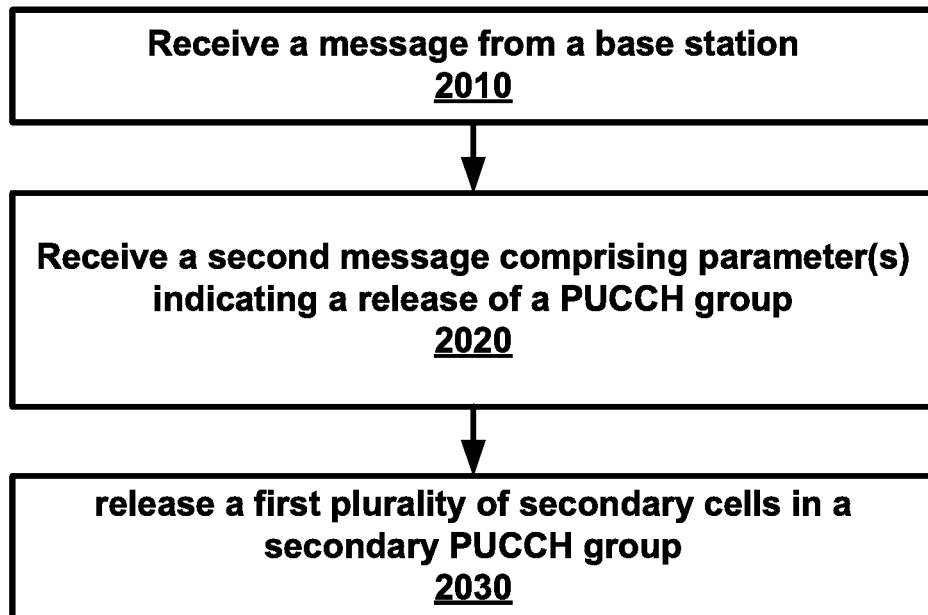 Receive a message from a base station
2010
Receive a second message comprising parameter(s)
indicating a release of a PUCCH group
2020
release a first plurality of secondary cells in a
secondary PUCCH group
2030